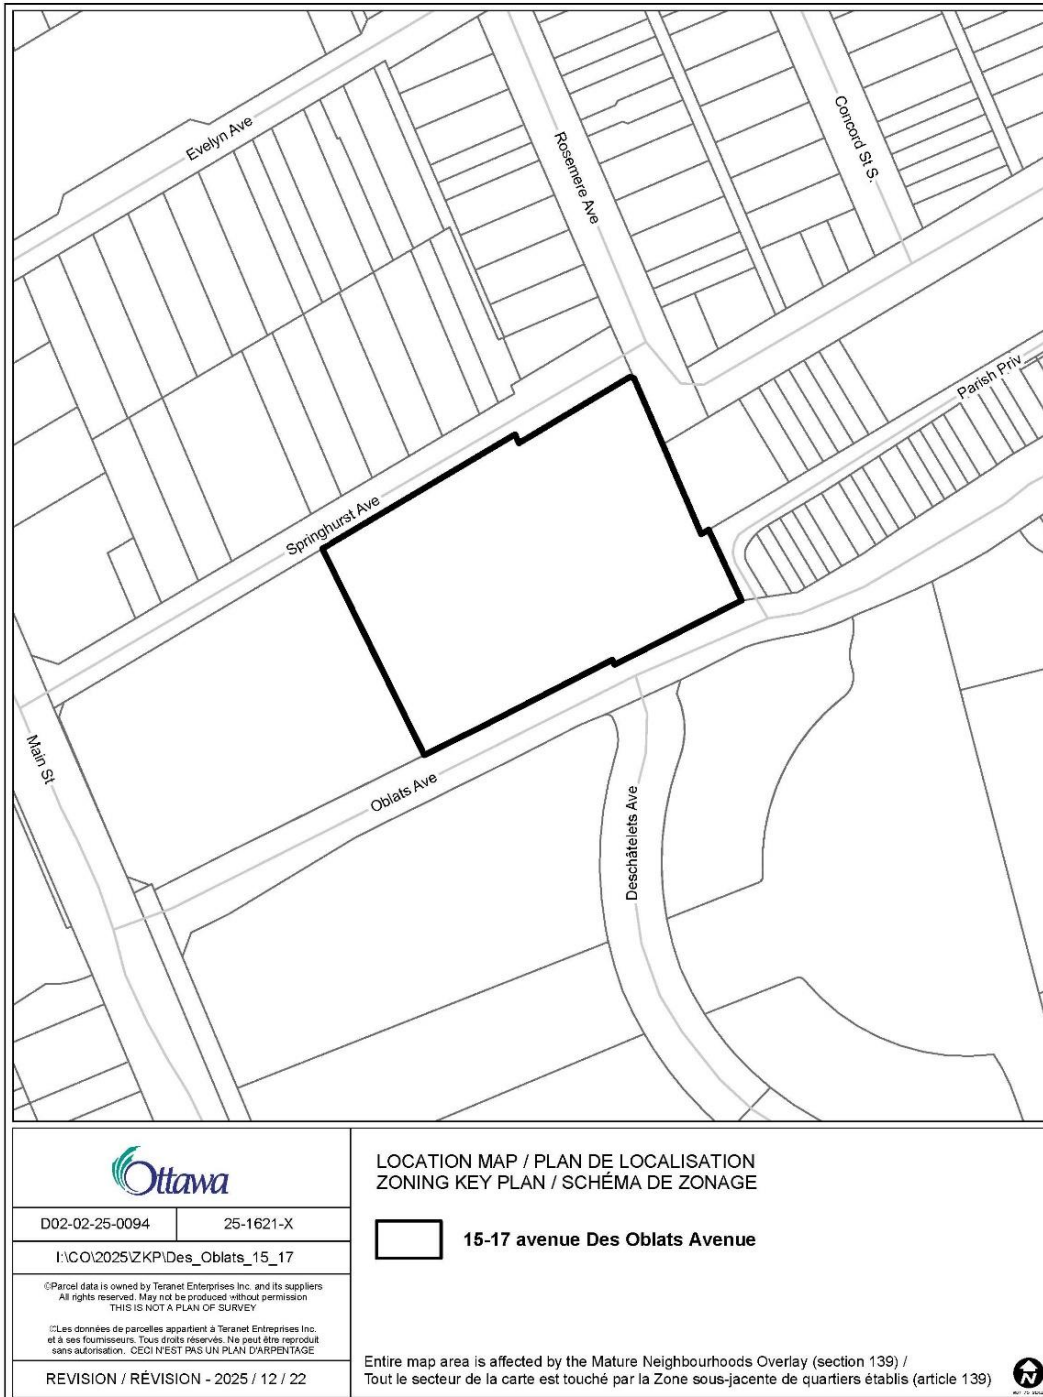 Evelyn Ave
Rosemere Ave
Concord St S.
Parish Priv
Springhurst Ave
Main St
Oblats Ave
Deschâtelets Ave
Ottawa
D02-02-25-0094
25-1621-X
I:\CO\2025\ZKP\Des_Oblats_15_17
©Parcel data is owned by Teranet Enterprises Inc. and its suppliers
All rights reserved. May not be produced without permission
THIS IS NOT A PLAN OF SURVEY
©Les données de parcelles appartient à Teranet Entreprises Inc.
et à ses fournisseurs. Tous droits réservés. Ne peut être reproduit
sans autorisation. CECI N'EST PAS UN PLAN D'ARPENTAGE
REVISION / RÉVISION - 2025 / 12 / 22
LOCATION MAP / PLAN DE LOCALISATION
ZONING KEY PLAN / SCHÉMA DE ZONAGE
15-17 avenue Des Oblats Avenue
Entire map area is affected by the Mature Neighbourhoods Overlay (section 139) /
Tout le secteur de la carte est touché par la Zone sous-jacente de quartiers établis (article 139)
N